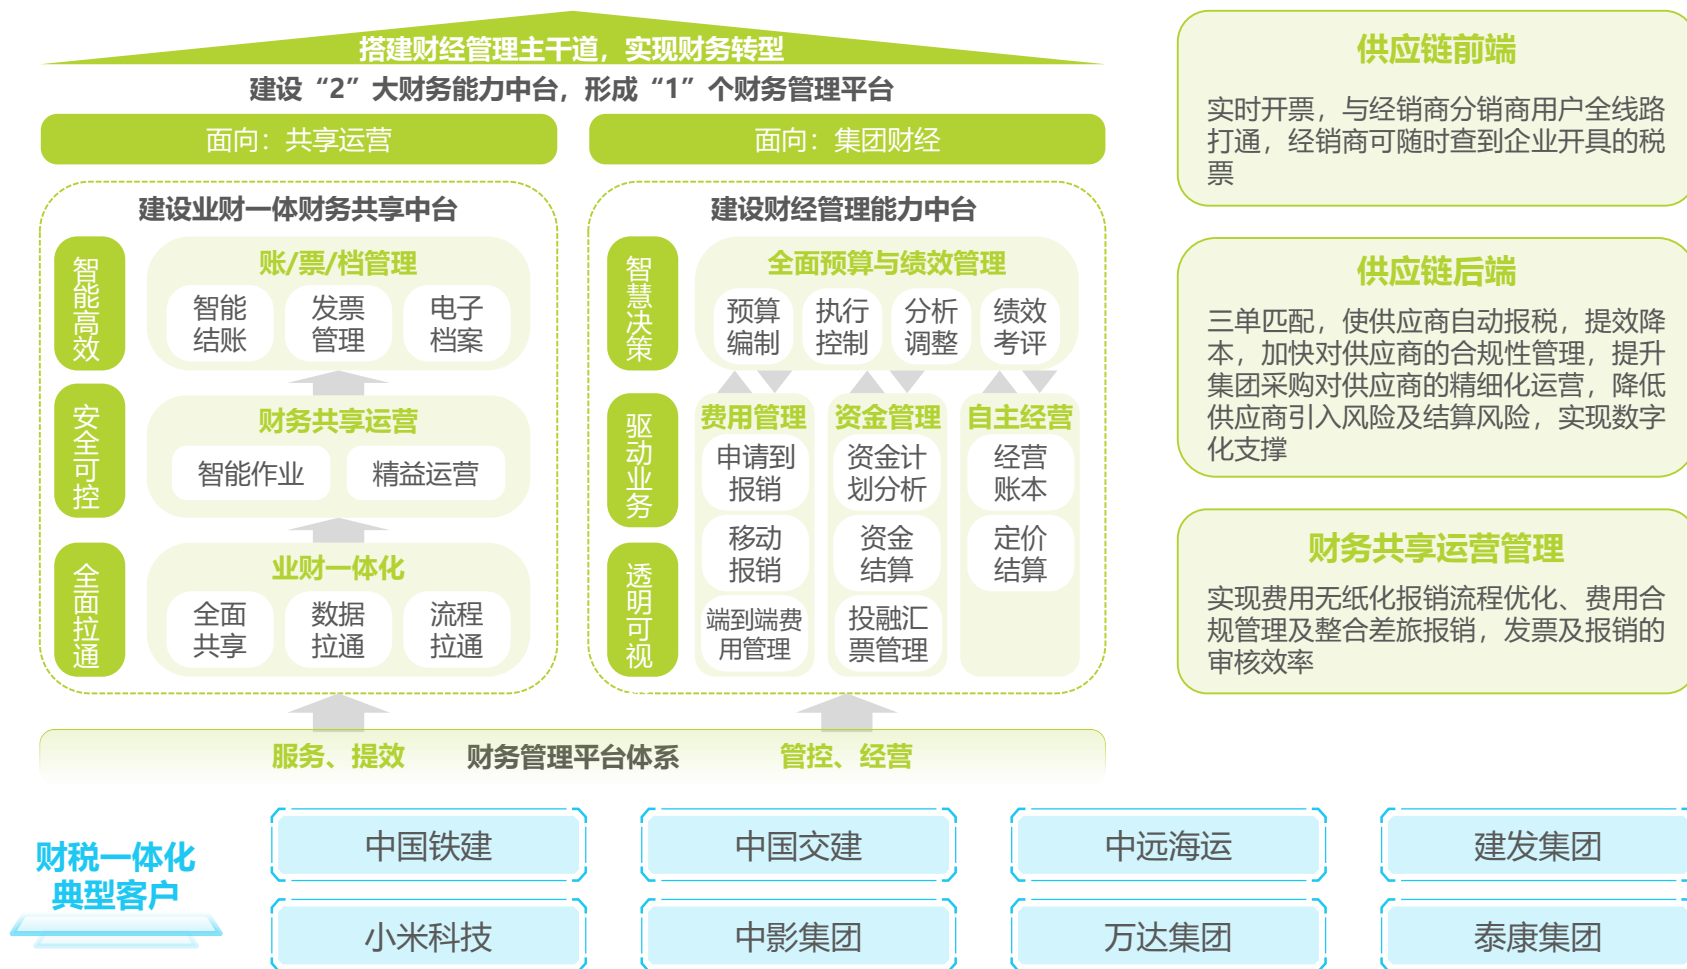 搭建财经管理主干道，实现财务转型
建设“2”大财务能力中台，形成“1”个财务管理平台
面向：共享运营
建设业财一体财务共享中台
智能高效
账/票/档管理
智能
结账
发票
管理
电子
档案
安全可控
财务共享运营
智能作业
精益运营
全面拉通
业财一体化
全面
共享
数据
拉通
流程
拉通
面向：集团财经
建设财经管理能力中台
智慧决策
全面预算与绩效管理
预算
编制
执行
控制
分析
调整
绩效
考评
驱动业务
透明可视
费用管理
申请到
报销
移动
报销
端到端费
用管理
资金管理
资金计
划分析
资金
结算
投融汇
票管理
自主经营
经营
账本
定价
结算
服务、提效
财务管理平台体系
管控、经营
供应链前端
实时开票，与经销商分销商用户全线路
打通，经销商可随时查到企业开具的税
票
供应链后端
三单匹配，使供应商自动报税，提效降
本，加快对供应商的合规性管理，提升
集团采购对供应商的精细化运营，降低
供应商引入风险及结算风险，实现数字
化支撑
财务共享运营管理
实现费用无纸化报销流程优化、费用合
规管理及整合差旅报销，发票及报销的
审核效率
财税一体化
典型客户
中国铁建
中国交建
中远海运
建发集团
小米科技
中影集团
万达集团
泰康集团